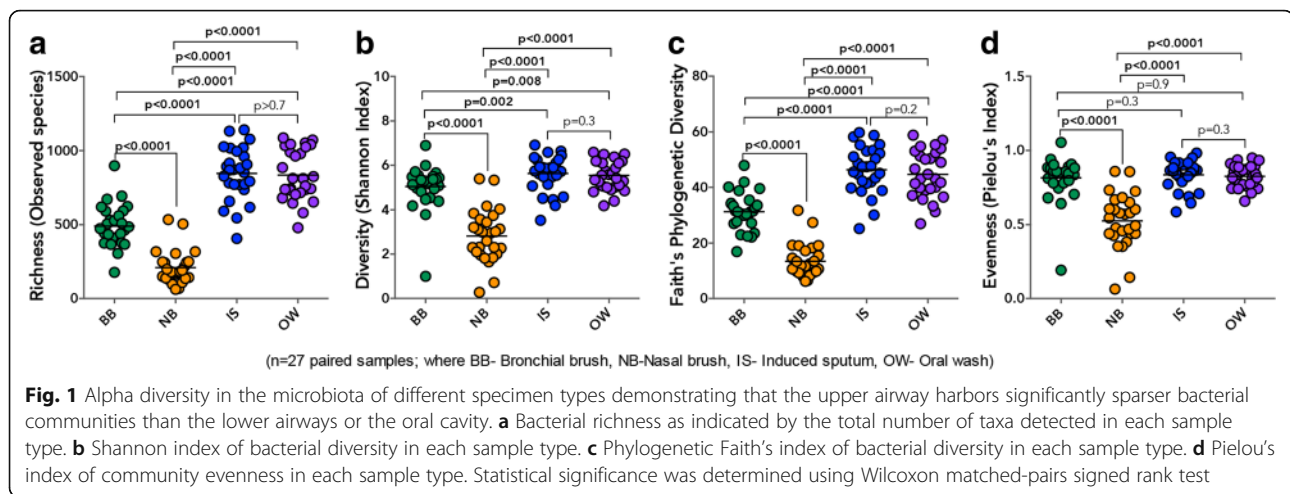 a
p<0.0001
p<0.0001
p<0.0001
p<0.0001
p>0.7
p<0.0001
Richness (Observed species)
1500
1000
500
0
BB
NB
IS
OW
b
p<0.0001
p<0.0001
p=0.008
p=0.002
p=0.3
p<0.0001
Diversity (Shannon Index)
10
8
6
4
2
0
BB
NB
IS
OW
c
p<0.0001
p<0.0001
p<0.0001
p<0.0001
p=0.2
p<0.0001
Faith's Phylogenetic Diversity
80
60
40
20
0
BB
NB
IS
OW
d
p<0.0001
p<0.0001
p=0.9
p=0.3
p<0.0001
p=0.3
Evenness (Pielou's Index)
1.5
1.0
0.5
0.0
BB
NB
IS
OW
(n=27 paired samples; where BB- Bronchial brush, NB-Nasal brush, IS- Induced sputum, OW- Oral wash)
Fig. 1 Alpha diversity in the microbiota of different specimen types demonstrating that the upper airway harbors significantly sparser bacterial
communities than the lower airways or the oral cavity. a Bacterial richness as indicated by the total number of taxa detected in each sample
type. b Shannon index of bacterial diversity in each sample type. c Phylogenetic Faith's index of bacterial diversity in each sample type. d Pielou's
index of community evenness in each sample type. Statistical significance was determined using Wilcoxon matched-pairs signed rank test